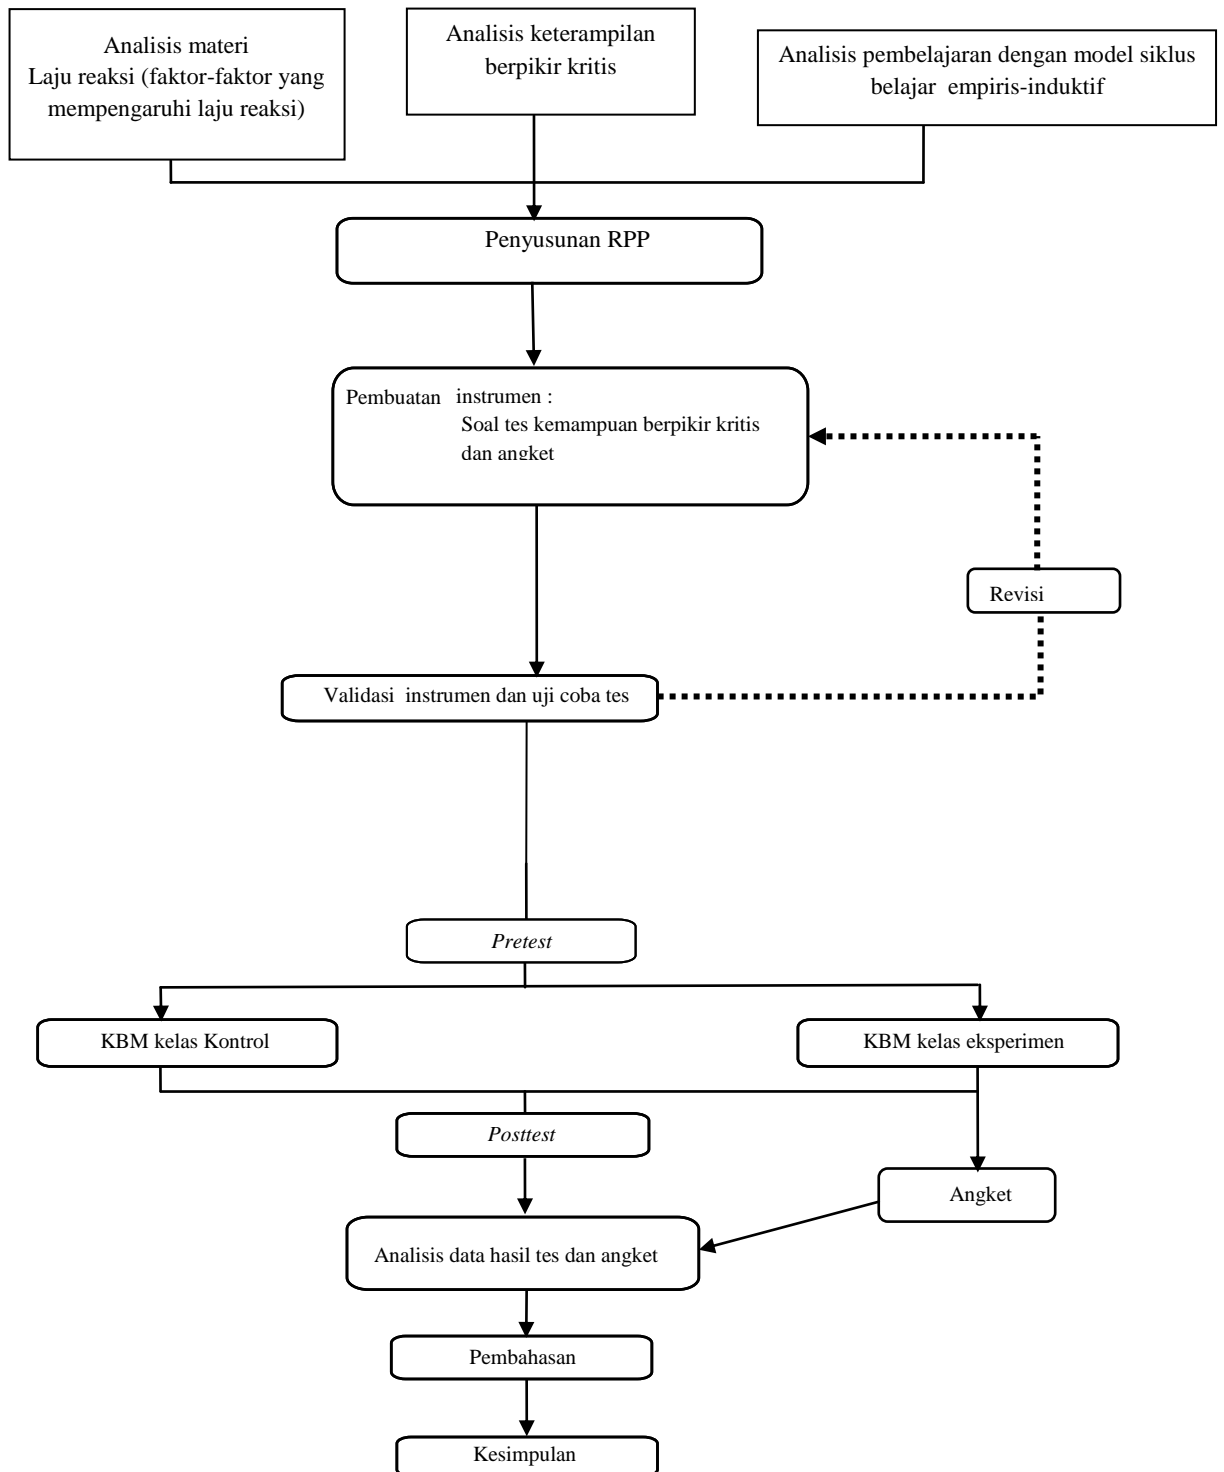 Analisis materi
Laju reaksi (faktor-faktor yang
mempengaruhi laju reaksi)
Analisis keterampilan
berpikir kritis
Analisis pembelajaran dengan model siklus
belajar empiris-induktif
Penyusunan RPP
Pembuatan instrumen :
Soal tes kemampuan berpikir kritis
dan angket
Revisi
Validasi instrumen dan uji coba tes
Pretest
KBM kelas Kontrol
KBM kelas eksperimen
Posttest
Angket
Analisis data hasil tes dan angket
Pembahasan
Kesimpulan